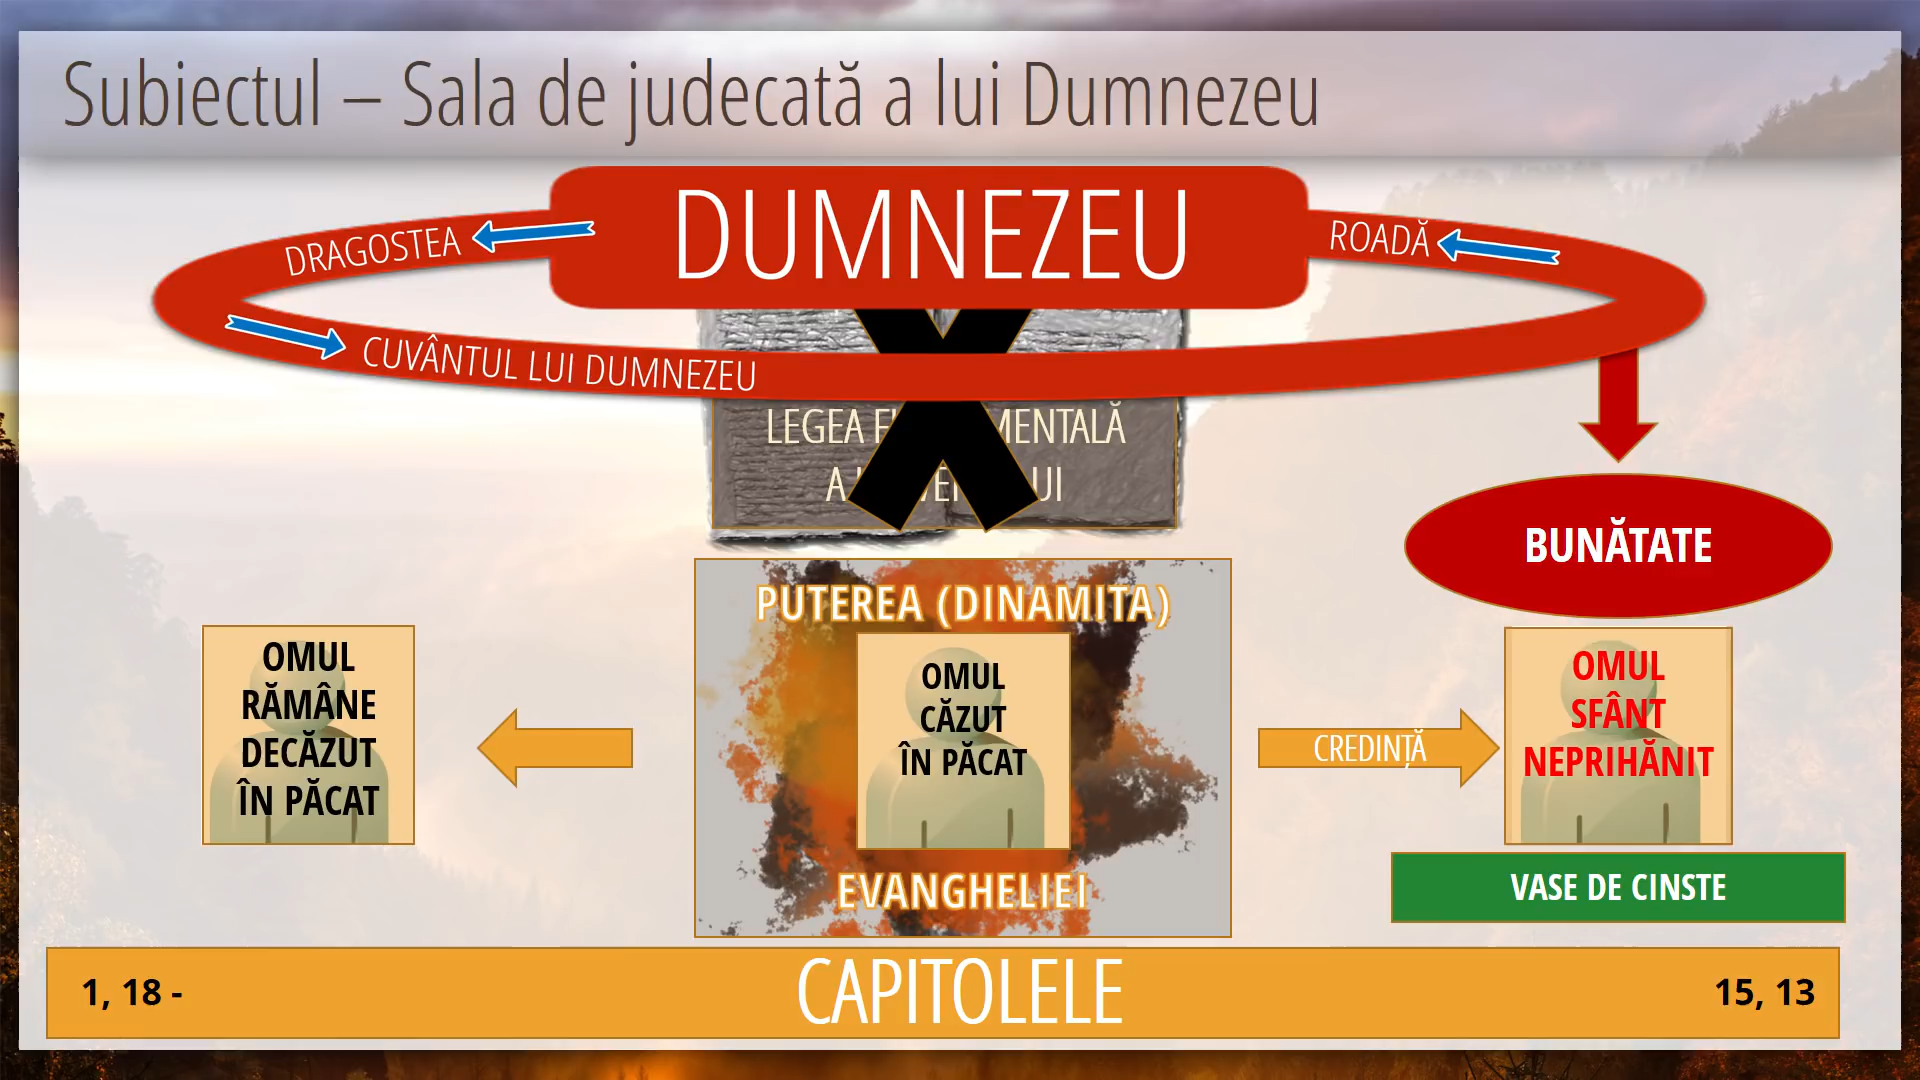 Subiectul – Sala de judecată a lui Dumnezeu
DUMNEZEU
DRAGOSTEA
ROADĂ
CUVÂNTUL LUI DUMNEZEU
LEGEA
A
BUNĂTATE
PUTEREA (DINAMITA)
OMUL
RĂMÂNE
DECĂZUT
ÎN PĂCAT
OMUL
CĂZUT
ÎN PĂCAT
CREDINȚĂ
OMUL
SFÂNT
NEPRIHĂNIT
EVANGHELIEI
VASE DE CINSTE
1, 18 -
CAPITOLELE
15, 13